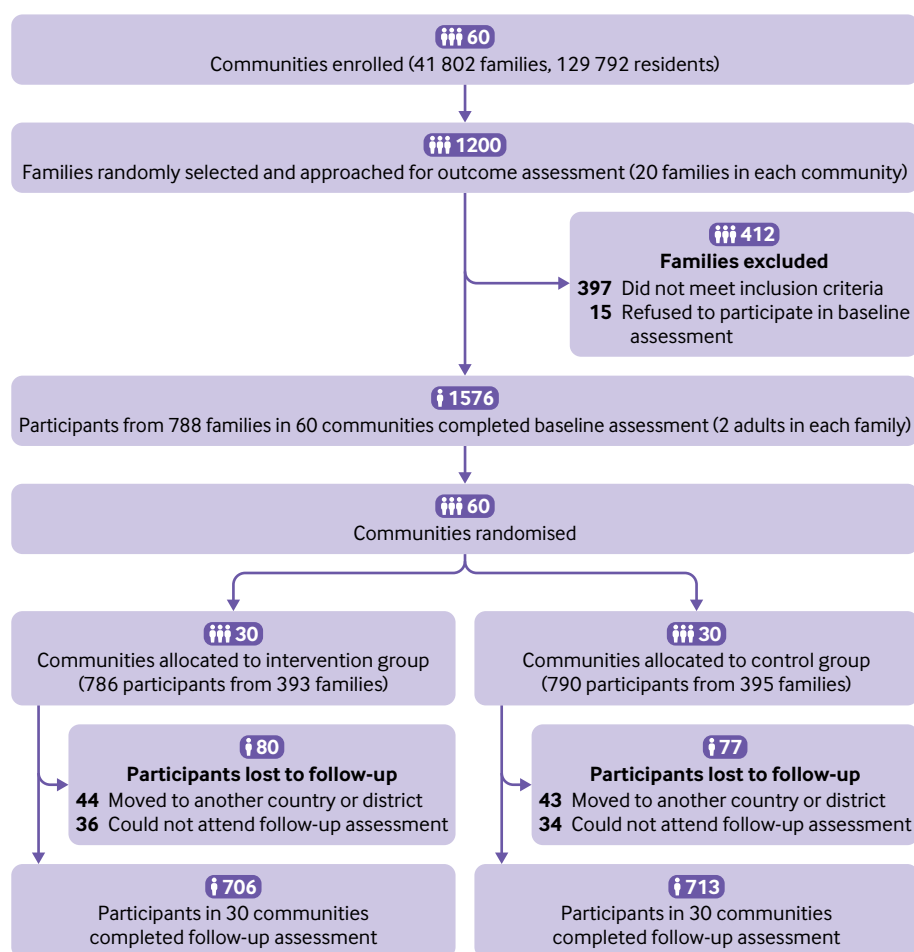 60
Communities enrolled (41 802 families, 129 792 residents)
1200
Families randomly selected and approached for outcome assessment (20 families in each community)
412
Families excluded
397 Did not meet inclusion criteria
15 Refused to participate in baseline
assessment
1576
Participants from 788 families in 60 communities completed baseline assessment (2 adults in each family)
60
Communities randomised
30
Communities allocated to intervention group
(786 participants from 393 families)
80
Participants lost to follow-up
44 Moved to another country or district
36 Could not attend follow-up assessment
706
Participants in 30 communities
completed follow-up assessment
30
Communities allocated to control group
(790 participants from 395 families)
77
Participants lost to follow-up
43 Moved to another country or district
34 Could not attend follow-up assessment
713
Participants in 30 communities
completed follow-up assessment